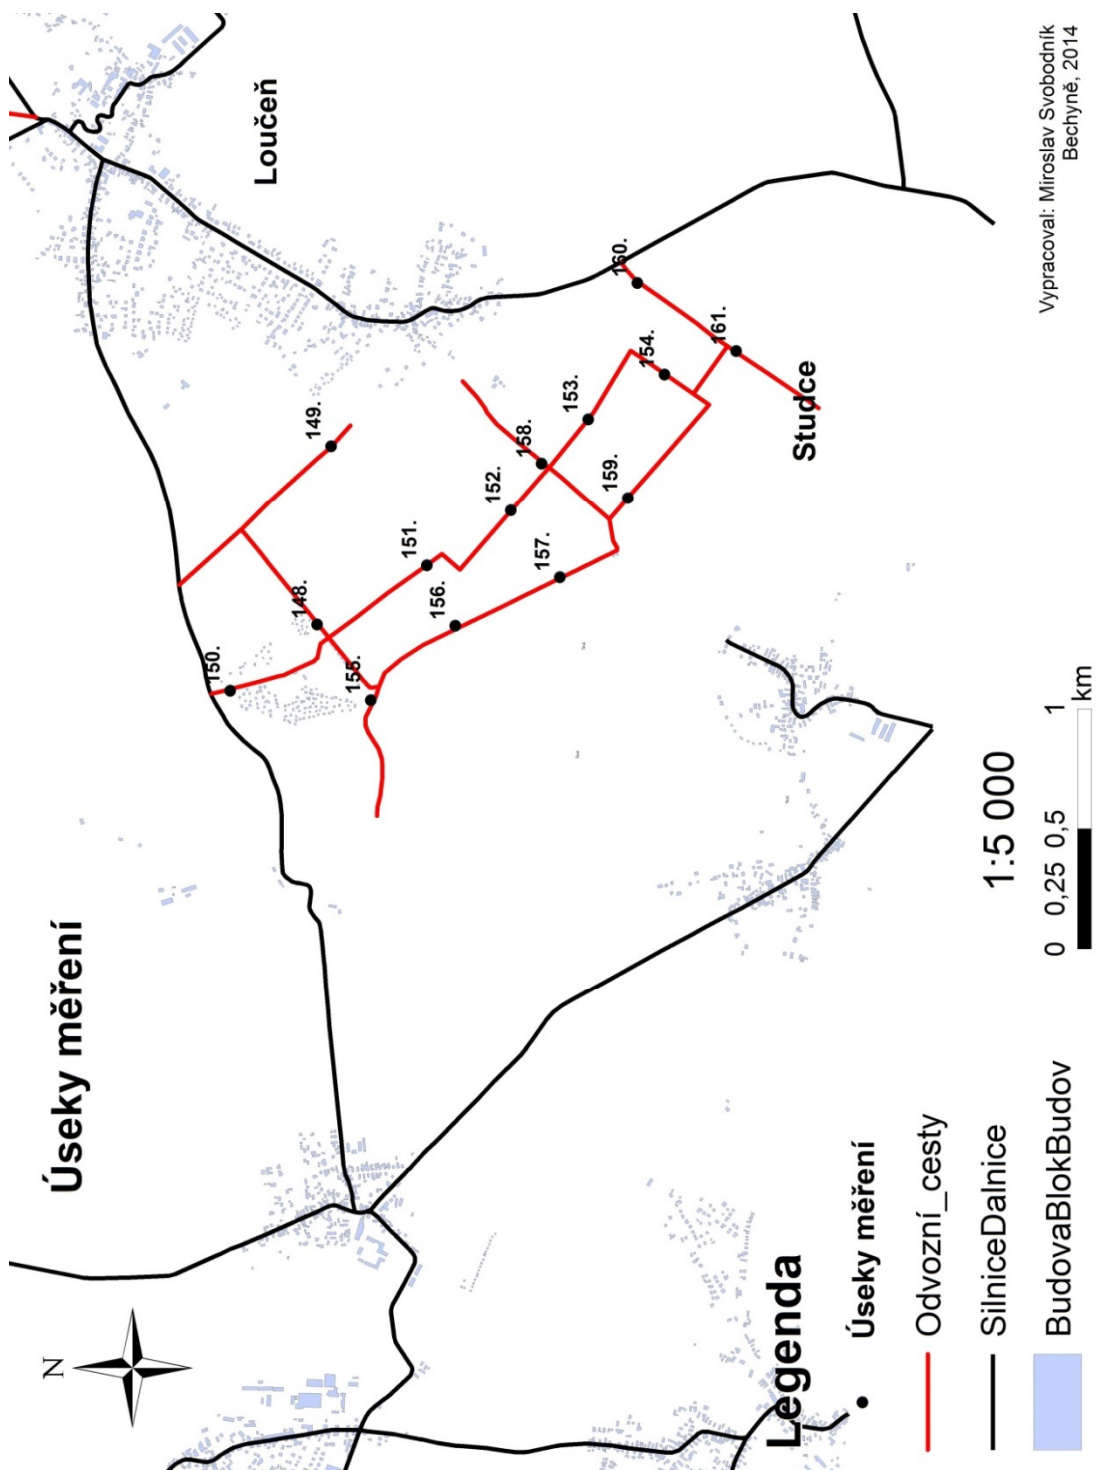 Úseky měření
N
Loučeň
149.
148.
150.
151.
152.
158.
153.
154.
160.
161.
155.
156.
157.
159.
Studce
Legenda
Úseky měření
Odvozní_cesty
SilniceDalnice
BudovaBlokBudov
1:5 000
0 0,25 0,5 1
km
Vypracoval: Miroslav Svobodník
Bechyně, 2014